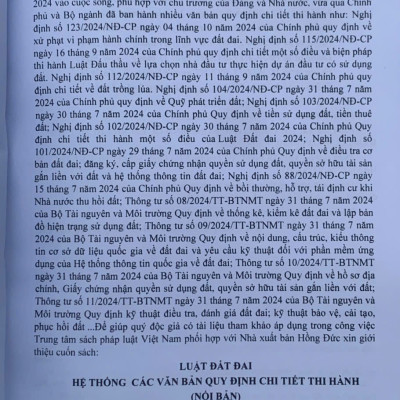 2024 vào cuộc sống, phù hợp với chủ trương của Đảng và Nhà nước, vừa qua Chính
phủ và Bộ ngành đã ban hành nhiều văn bản quy định chi tiết thi hành như: Nghị
định số 123/2024/NĐ-CP ngày 04 tháng 10 năm 2024 của Chính phủ quy định về
xử phạt vi phạm hành chính trong lĩnh vực đất đai. Nghị định số 115/2024/NĐ-CP
ngày 16 tháng 9 năm 2024 của Chính phủ quy định chi tiết một số điều và biện pháp
thi hành Luật Đấu thầu về lựa chọn nhà đầu tư thực hiện dự án đầu tư có sử dụng
đất. Nghị định số 112/2024/NĐ-CP ngày 11 tháng 9 năm 2024 của Chính phủ quy
định chi tiết về đất trồng lúa. Nghị định số 104/2024/NĐ-CP ngày 31 tháng 7 năm
2024 của Chính phủ Quy định về Quỹ phát triển đất; Nghị định số 103/2024/NĐ-CP
ngày 30 tháng 7 năm 2024 của Chính phủ Quy định về tiền sử dụng đất, tiền thuê
đất; Nghị định số 102/2024/NĐ-CP ngày 30 tháng 7 năm 2024 của Chính phủ Quy
định chi tiết thi hành một số điều của Luật Đất đai 2024; Nghị định số
101/2024/NĐ-CP ngày 29 tháng 7 năm 2024 của Chính phủ Quy định về điều tra cơ
bản đất đai; đăng ký, cấp giấy chứng nhận quyền sử dụng đất, quyền sở hữu tài sản
gắn liền với đất và hệ thống thông tin đất đai; Nghị định số 88/2024/NĐ-CP ngày
15 tháng 7 năm 2024 của Chính phủ Quy định về bồi thường, hỗ trợ, tái định cư khi
Nhà nước thu hồi đất; Thông tư số 08/2024/TT-BTNMT ngày 31 tháng 7 năm 2024
của Bộ Tài nguyên và Môi trường Quy định về thống kê, kiểm kê đất đai và lập bản
đồ hiện trạng sử dụng đất; Thông tư số 09/2024/TT-BTNMT ngày 31 tháng 7 năm
2024 của Bộ Tài nguyên và Môi trường Quy định về nội dung, cấu trúc, kiểu thông
tin cơ sở dữ liệu quốc gia về đất đai và yêu cầu kỹ thuật đối với phần mềm ứng
dụng của Hệ thống thông tin quốc gia về đất đai; Thông tư số 10/2024/TT-BTNMT
ngày 31 tháng 7 năm 2024 của Bộ Tài nguyên và Môi trường Quy định về hồ sơ địa
chính, Giấy chứng nhận quyền sử dụng đất, quyền sở hữu tài sản gắn liền với đất;
Thông tư số 11/2024/TT-BTNMT ngày 31 tháng 7 năm 2024 của Bộ Tài nguyên và
Môi trường Quy định kỹ thuật điều tra, đánh giá đất đai; kỹ thuật bảo vệ, cải tạo,
phục hồi đất ...Để giúp quý độc giả có tài liệu tham khảo áp dụng trong công việc
Trung tâm sách pháp luật Việt Nam phối hợp với Nhà xuất bản Hồng Đức xin giới
thiệu cuốn sách:
LUẬT ĐẤT ĐAI
HỆ THỐNG CÁC VĂN BẢN QUY ĐỊNH CHI TIẾT THI HÀNH
(NỘI BẢN)